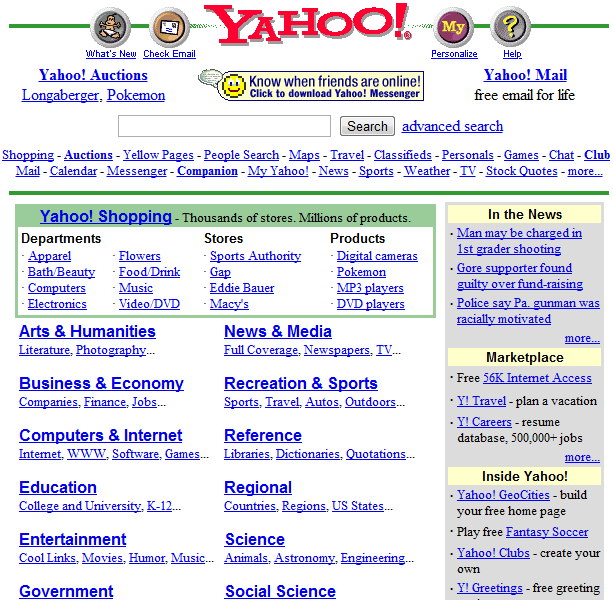 YAHOO!
What's New Check Email My Personalize ? Help
Yahoo! Auctions
Longaberger, Pokemon
Know when friends are online!
Click to download Yahoo! Messenger
Yahoo! Mail
free email for life
Search advanced search
Shopping - Auctions - Yellow Pages - People Search - Maps - Travel - Classifieds - Personals - Games - Chat - Club
Mail - Calendar - Messenger - Companion - My Yahoo! - News - Sports - Weather - TV - Stock Quotes - more...
Yahoo! Shopping - Thousands of stores. Millions of products.
Departments Stores Products
· Apparel · Flowers · Sports Authority · Digital cameras
· Bath/Beauty · Food/Drink · Gap · Pokemon
· Computers · Music · Eddie Bauer · MP3 players
· Electronics · Video/DVD · Macy's · DVD players
Arts & Humanities
Literature, Photography...
News & Media
Full Coverage, Newspapers, TV...
Business & Economy
Companies, Finance, Jobs...
Recreation & Sports
Sports, Travel, Autos, Outdoors...
Computers & Internet
Internet, WWW, Software, Games...
Reference
Libraries, Dictionaries, Quotations...
Education
College and University, K-12...
Regional
Countries, Regions, US States...
Entertainment
Cool Links, Movies, Humor, Music...
Science
Animals, Astronomy, Engineering...
Government
Social Science
In the News
· Man may be charged in
1st grader shooting
· Gore supporter found
guilty over fund-raising
· Police say Pa. gunman was
racially motivated
more...
Marketplace
· Free 56K Internet Access
· Y! Travel - plan a vacation
· Y! Careers - resume
database, 500,000+ jobs
more...
Inside Yahoo!
· Yahoo! GeoCities - build
your free home page
· Play free Fantasy Soccer
· Yahoo! Clubs - create your
own
· Y! Greetings - free greeting